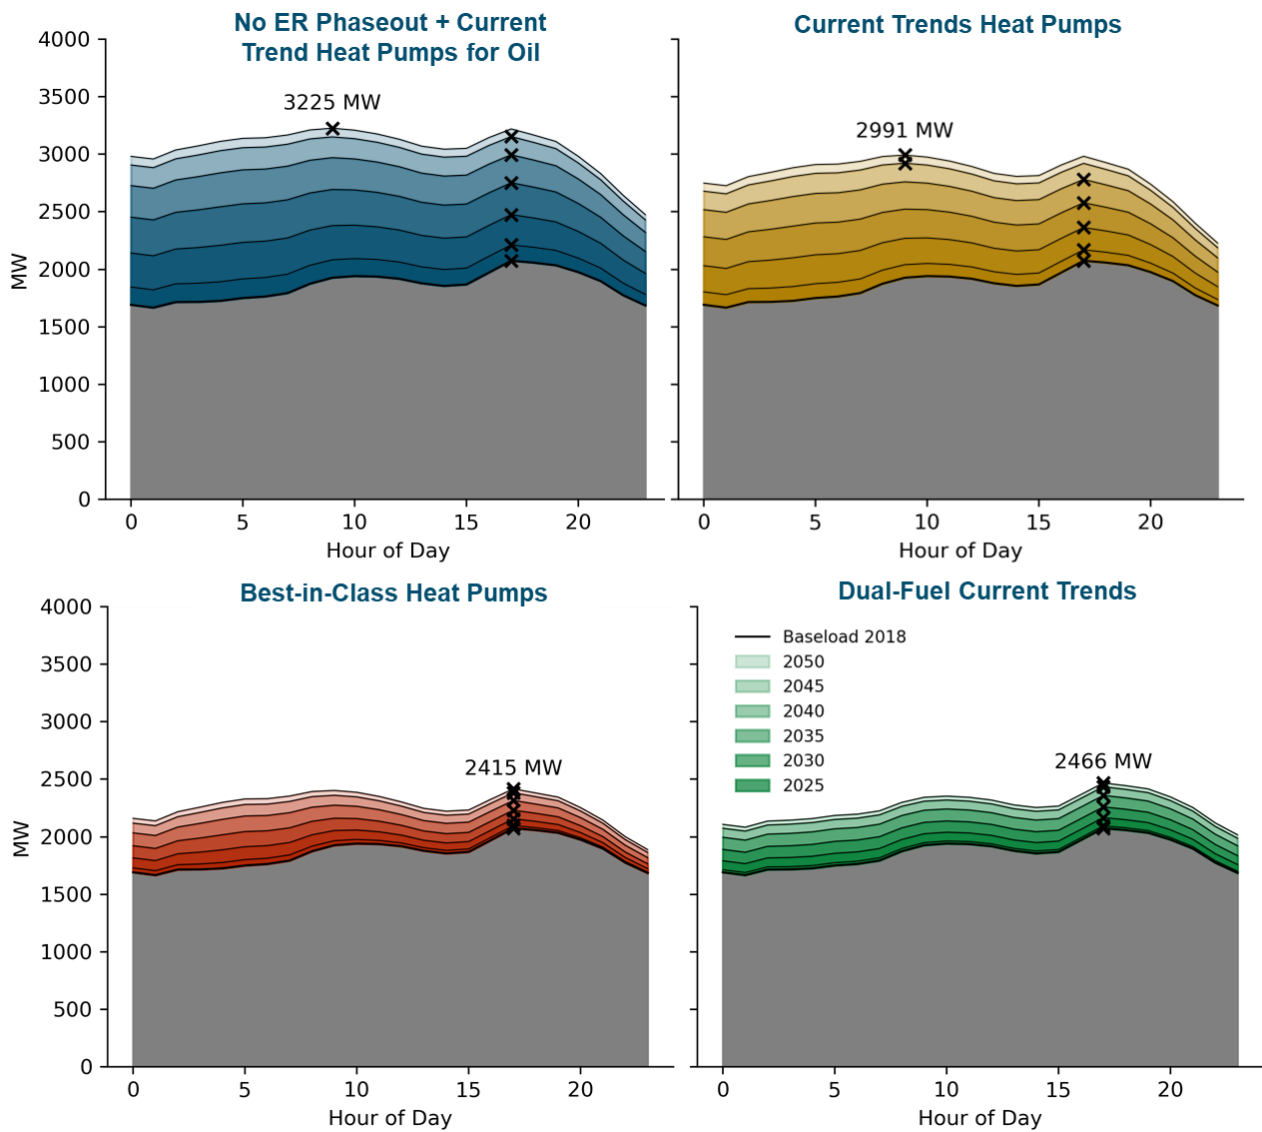 No ER Phaseout + Current
Trend Heat Pumps for Oil
4000
3500
3000
2500
2000
1500
1000
500
0
MW
3225 MW
0 5 10 15 20
Hour of Day
Current Trends Heat Pumps
2991 MW
0 5 10 15 20
Hour of Day
Best-in-Class Heat Pumps
4000
3500
3000
2500
2000
1500
1000
500
0
MW
2415 MW
0 5 10 15 20
Hour of Day
Dual-Fuel Current Trends
Baseload 2018
2050
2045
2040
2035
2030
2025
2466 MW
0 5 10 15 20
Hour of Day